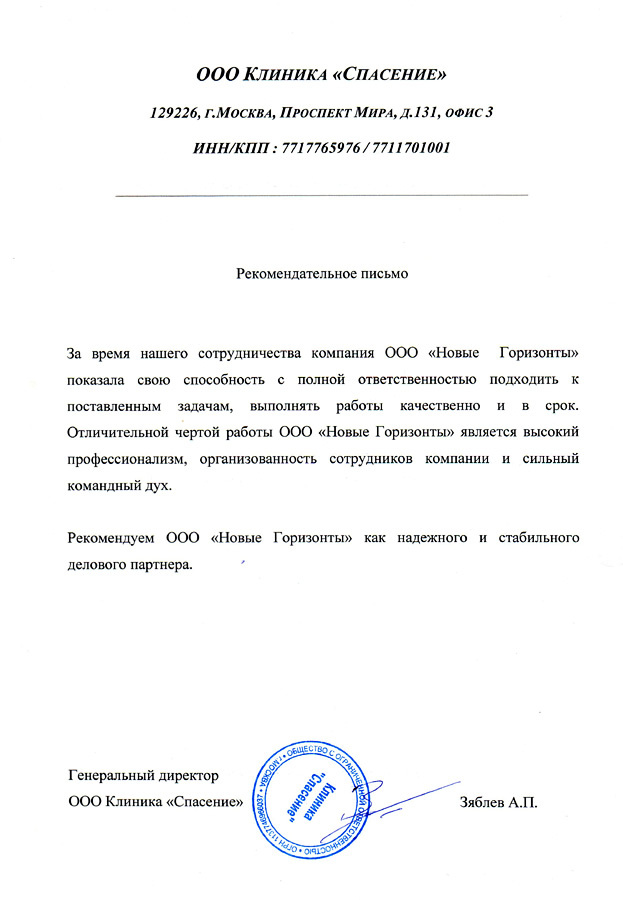 ООО Клиника «Спасение»
129226, г.Москва, Проспект Мира, д.131, офис 3
ИНН/КПП : 7717765976 / 7711701001
Рекомендательное письмо
За время нашего сотрудничества компания ООО «Новые Горизонты»
показала свою способность с полной ответственностью подходить к
поставленным задачам, выполнять работы качественно и в срок.
Отличительной чертой работы ООО «Новые Горизонты» является высокий
профессионализм, организованность сотрудников компании и сильный
командный дух.
Рекомендуем ООО «Новые Горизонты» как надежного и стабильного
делового партнера.
Генеральный директор
ООО Клиника «Спасение»
Зяблев А.П.
ОБЩЕСТВО С ОГРАНИЧЕННОЙ ОТВЕТСТВЕННОСТЬЮ
МОСКВА
Клиника
"Спасение"